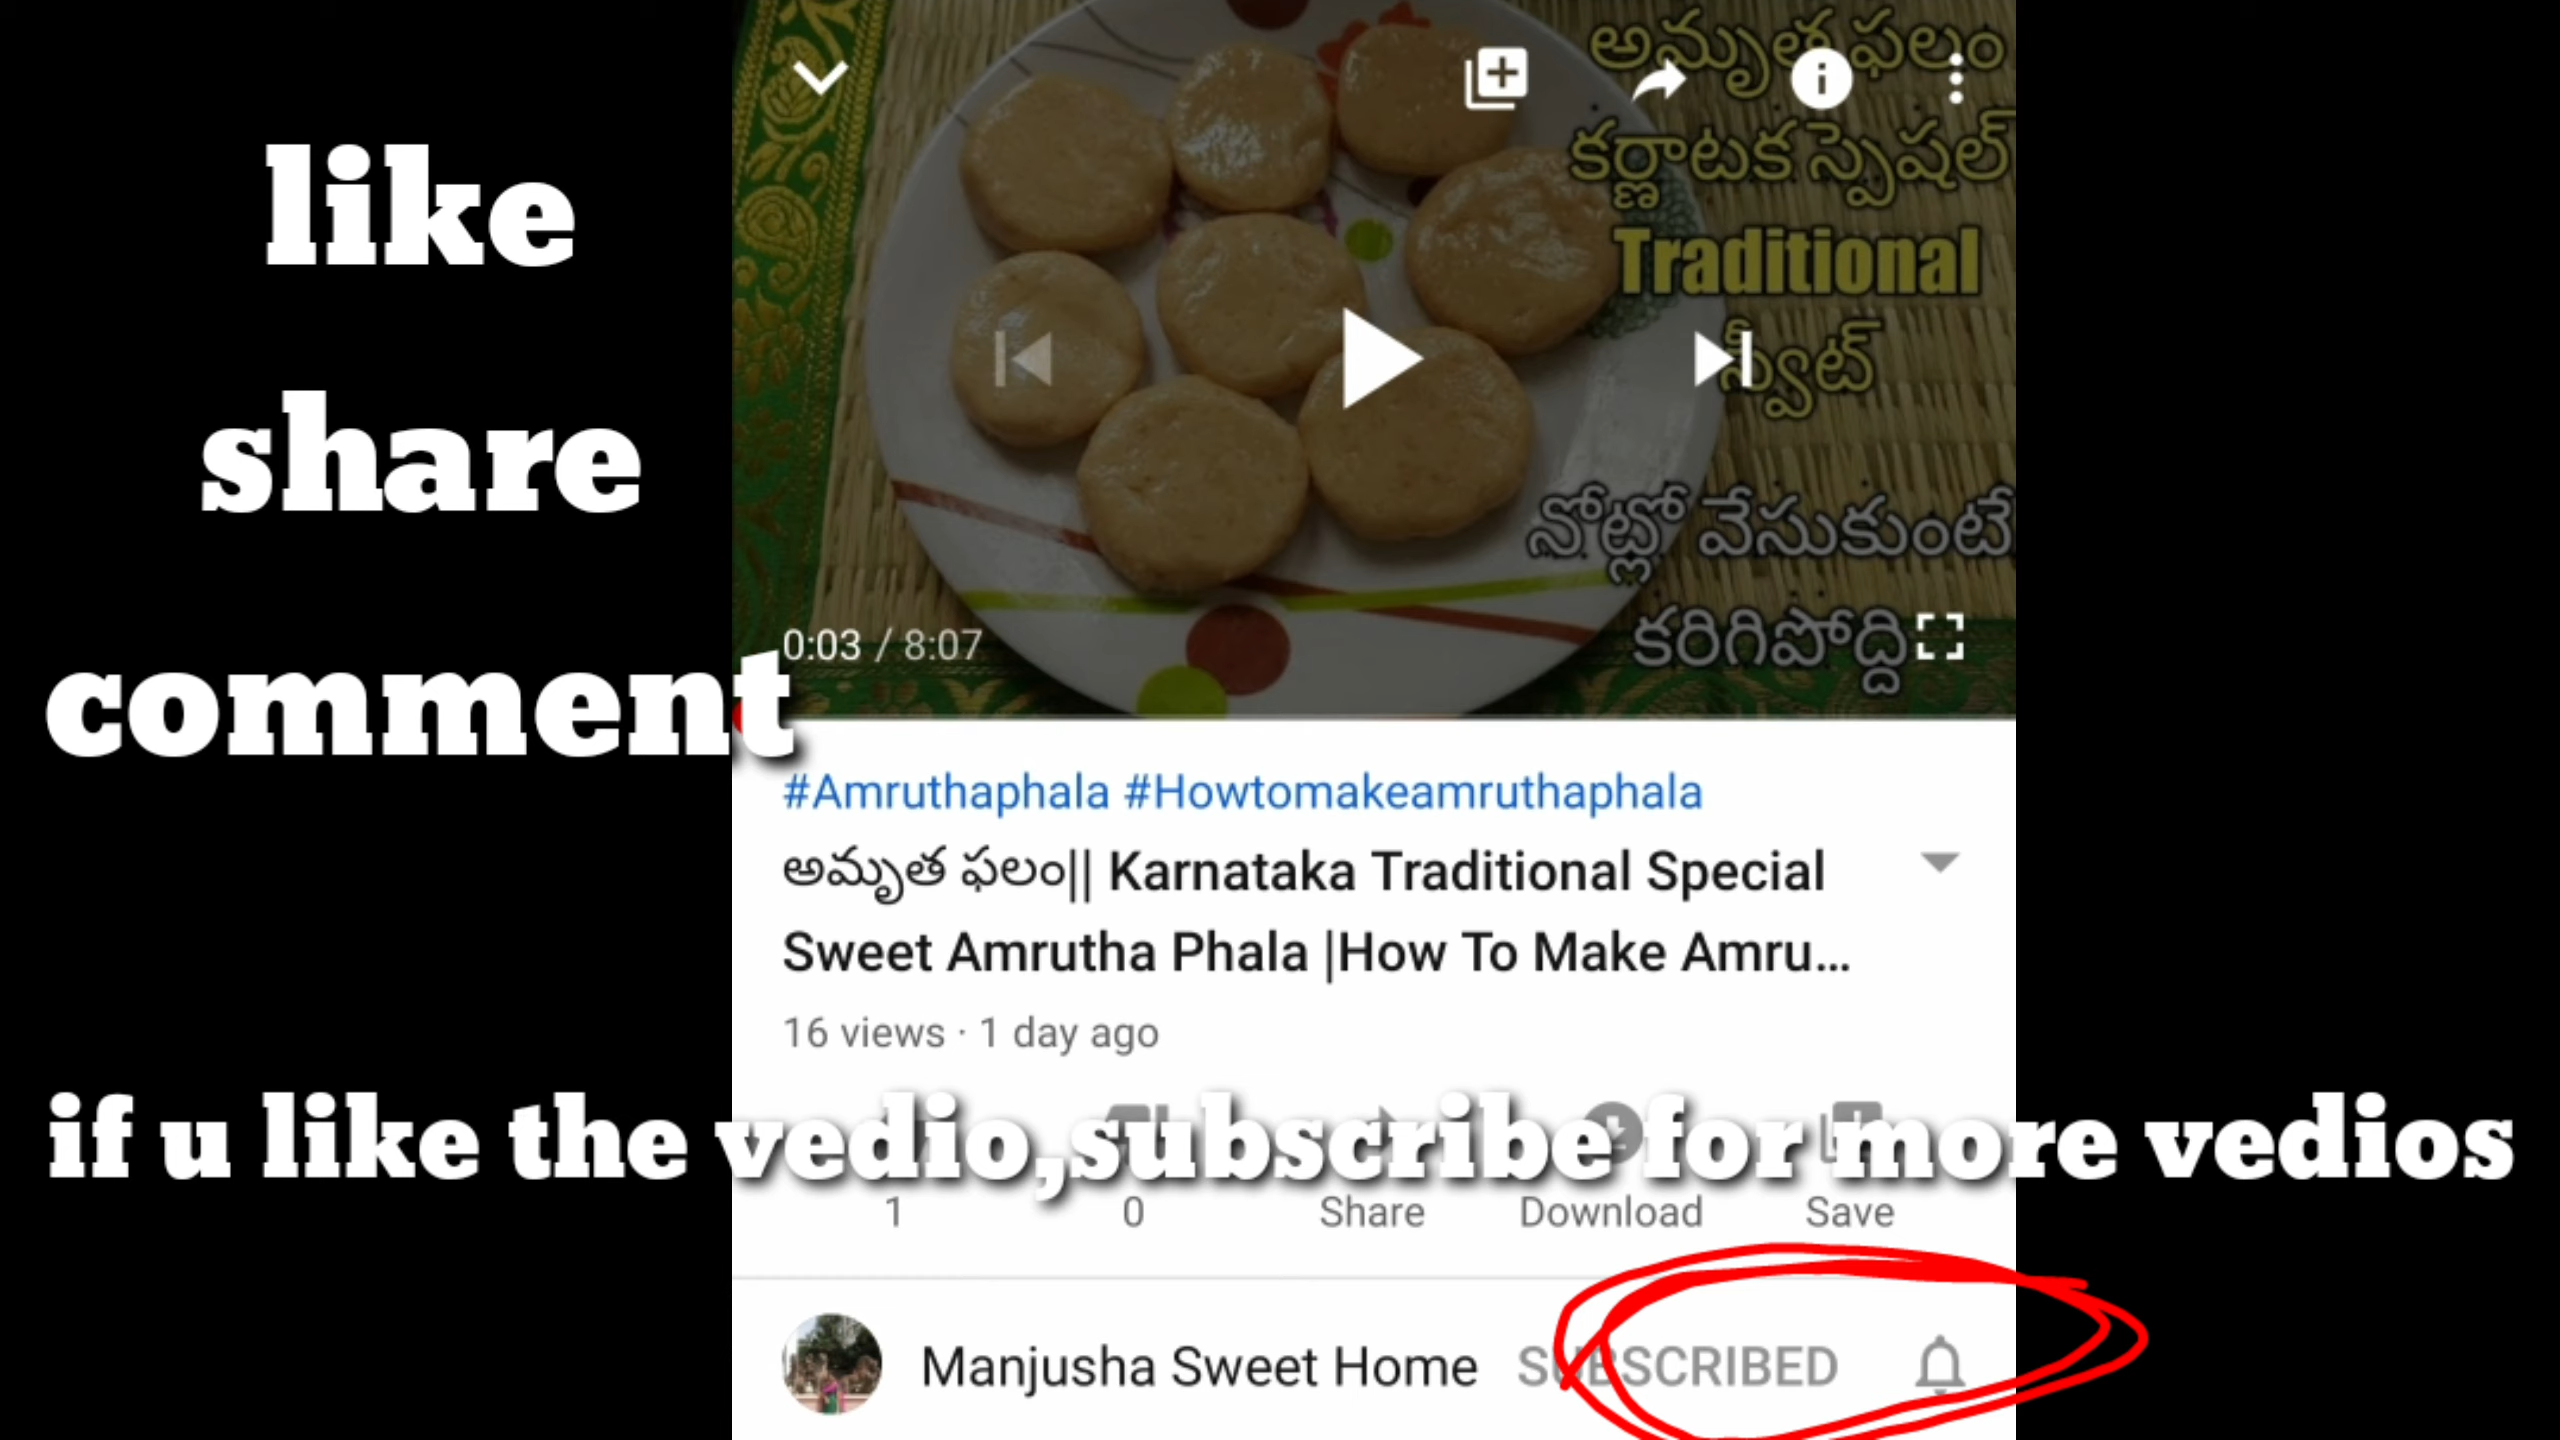 like
share
comment
అమృత ఫలం
కర్ణాటక స్పెషల్
Traditional
స్వీట్
నోట్లో వేసుకుంటే
కరిగిపోద్ది
0:03 / 8:07
#Amruthaphala #Howtomakeamruthaphala
అమృత ఫలం|| Karnataka Traditional Special
Sweet Amrutha Phala |How To Make Amru...
16 views · 1 day ago
if u like the vedio,subscribe for more vedios
1 0 Share Download Save
Manjusha Sweet Home SUBSCRIBED